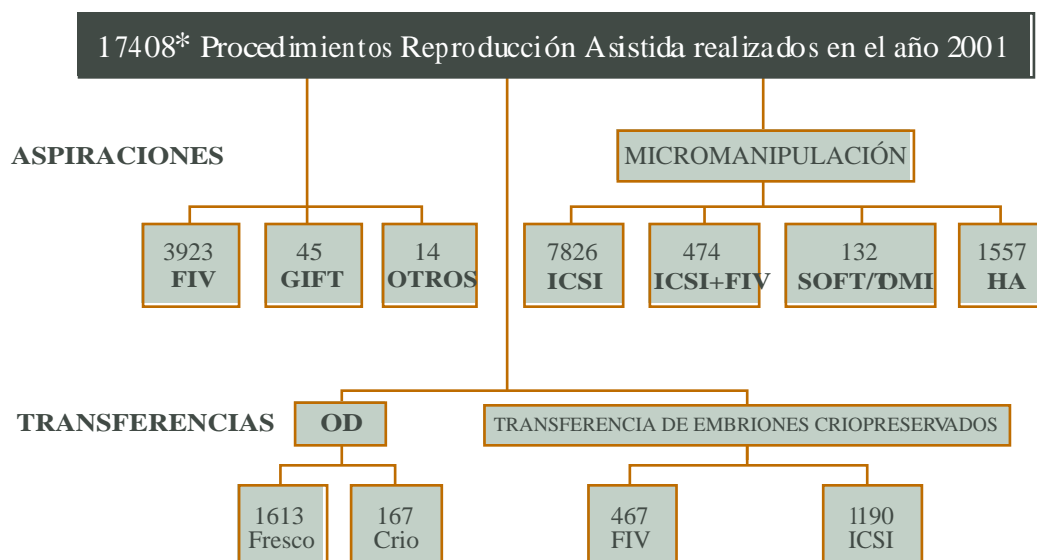 17408* Procedimientos Reproducción Asistida realizados en el año 2001
ASPIRACIONES
MICROMANIPULACIÓN
3923
FIV
45
GIFT
14
OTROS
7826
ICSI
474
ICSI+FIV
132
SOFT/TDMI
1557
HA
TRANSFERENCIAS
OD
TRANSFERENCIA DE EMBRIONES CRIOPRESERVADOS
1613
Fresco
167
Crio
467
FIV
1190
ICSI